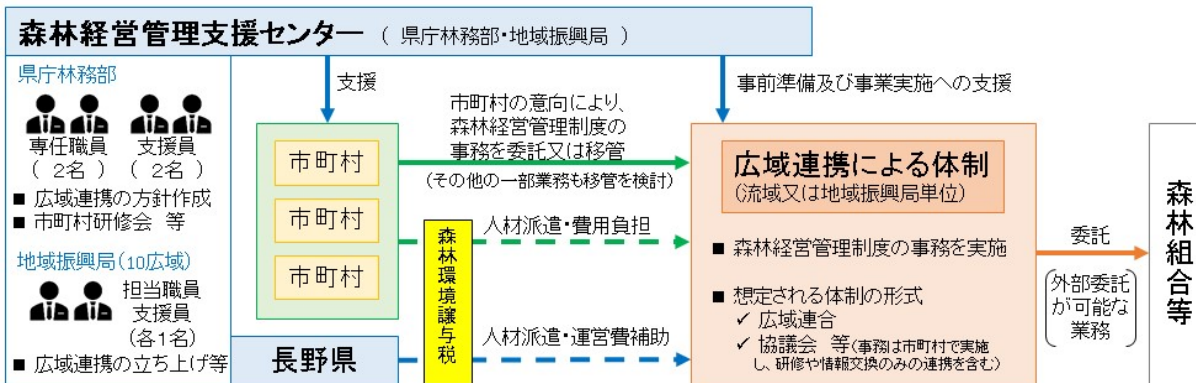 森林経営管理支援センター ( 県庁林務部・地域振興局 )
県庁林務部
専任職員
( 2名 )
支援員
( 2名 )
■ 広域連携の方針作成
■ 市町村研修会 等
地域振興局(10広域)
担当職員
支援員
(各1名)
■ 広域連携の立ち上げ等
支援
市町村
市町村
市町村
長野県
市町村の意向により、
森林経営管理制度の
事務を委託又は移管
(その他の一部業務も移管を検討)
森林環境譲与税
人材派遣・費用負担
人材派遣・運営費補助
事前準備及び事業実施への支援
広域連携による体制
(流域又は地域振興局単位)
■ 森林経営管理制度の事務を実施
■ 想定される体制の形式
✓ 広域連合
✓ 協議会 等(事務は市町村で実施
し、研修や情報交換のみの連携を含む)
委託
外部委託
が可能な
業務
森林組合等